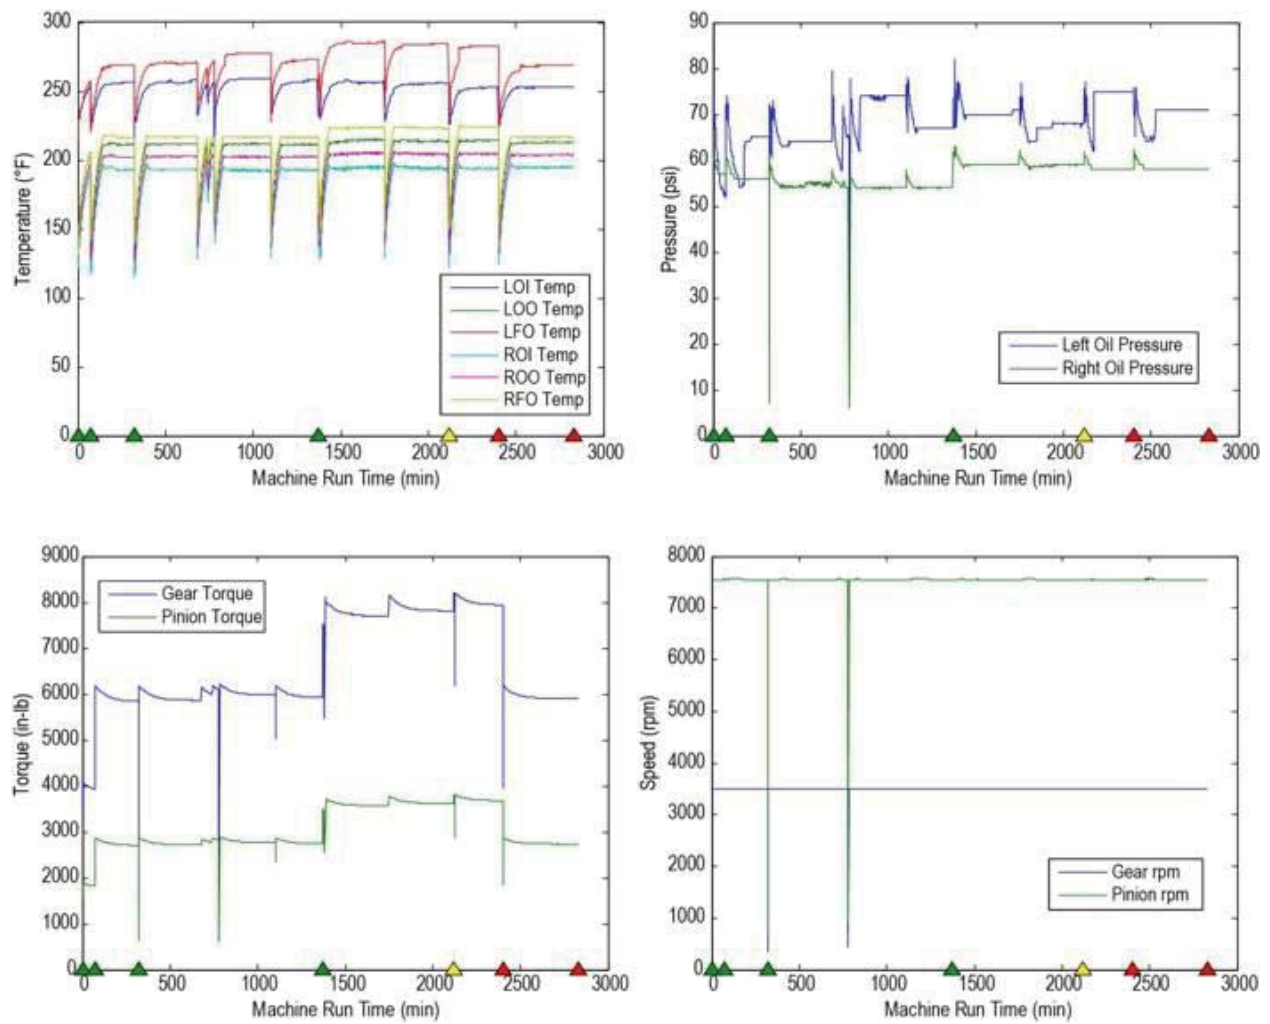 300
250
200
150
100
50
0
Temperature (°F)
LOI Temp
LOO Temp
LFO Temp
ROI Temp
ROO Temp
RFO Temp
0 500 1000 1500 2000 2500 3000
Machine Run Time (min)
90
80
70
60
50
40
30
20
10
0
Pressure (psi)
Left Oil Pressure
Right Oil Pressure
0 500 1000 1500 2000 2500 3000
Machine Run Time (min)
9000
8000
7000
6000
5000
4000
3000
2000
1000
0
Torque (in-lb)
Gear Torque
Pinion Torque
0 500 1000 1500 2000 2500 3000
Machine Run Time (min)
8000
7000
6000
5000
4000
3000
2000
1000
0
Speed (rpm)
Gear rpm
Pinion rpm
0 500 1000 1500 2000 2500 3000
Machine Run Time (min)